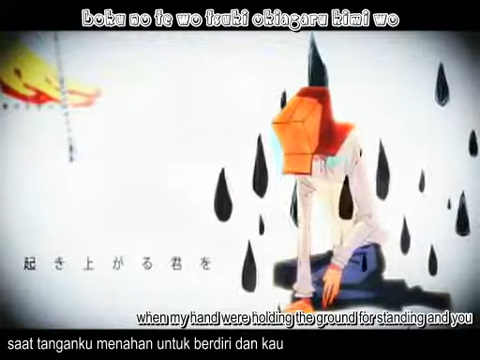 boku no te wo tsuki okiagaru kimi wo
起き上がる君を
when my hand were holding the ground for standing and you
saat tanganku menahan untuk berdiri dan kau